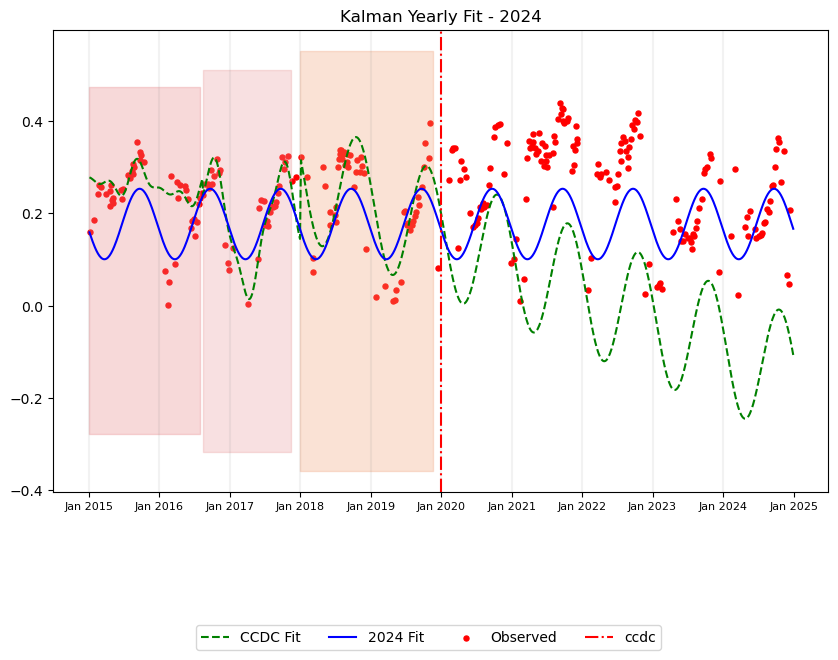 Kalman Yearly Fit - 2024
0.4
0.2
0.0
−0.2
−0.4
Jan 2015 Jan 2016 Jan 2017 Jan 2018 Jan 2019 Jan 2020 Jan 2021 Jan 2022 Jan 2023 Jan 2024 Jan 2025
CCDC Fit 2024 Fit Observed ccdc